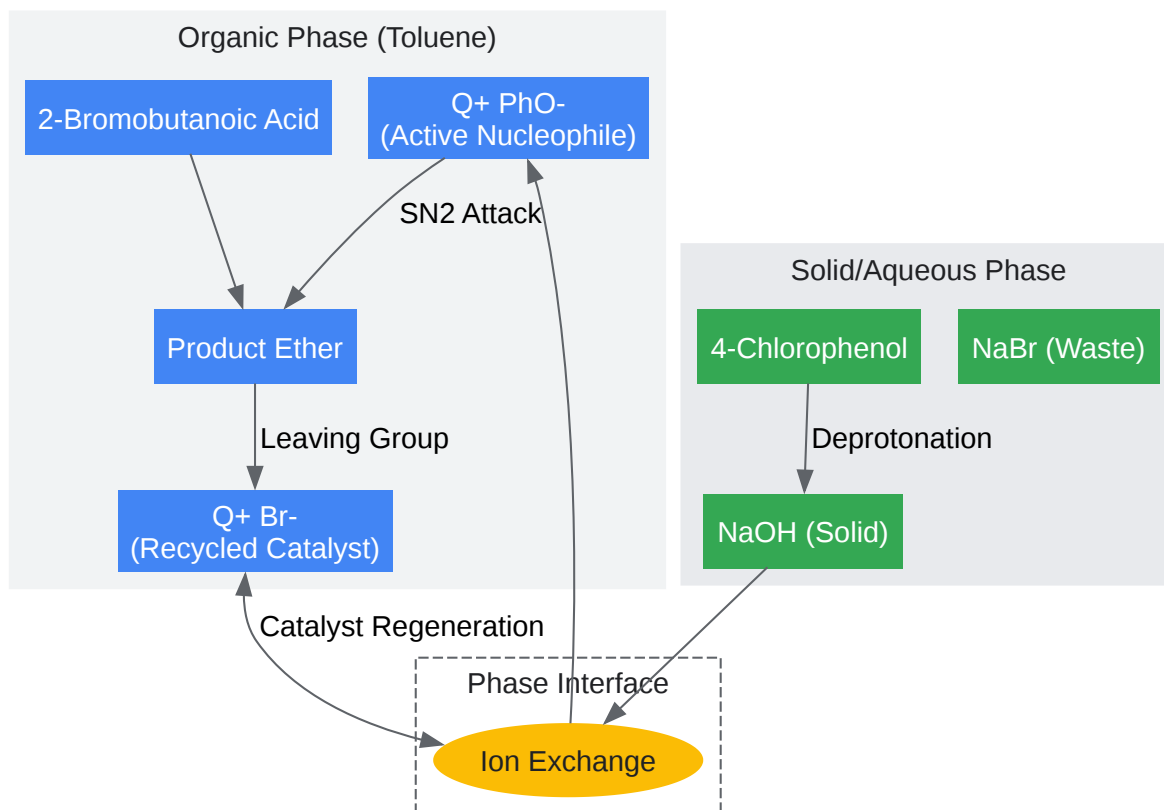 Organic Phase (Toluene)
2-Bromobutanoic Acid
Q+ PhO-
(Active Nucleophile)
SN2 Attack
Product Ether
Leaving Group
Q+ Br-
(Recycled Catalyst)
Solid/Aqueous Phase
4-Chlorophenol
NaBr (Waste)
Deprotonation
NaOH (Solid)
Catalyst Regeneration
Phase Interface
Ion Exchange